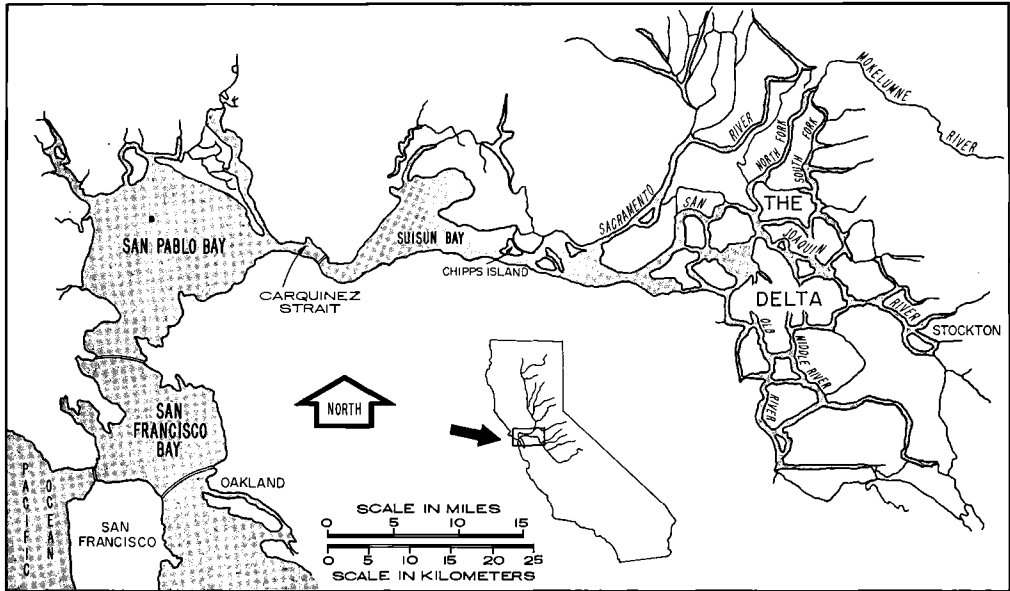 MOKELUMNE
RIVER
RIVER
NORTH FORK
SOUTH FORK
SACRAMENTO
SAN
THE
JOAQUIN
SAN PABLO BAY
SUISUN BAY
CHIPPS ISLAND
CARQUINEZ
STRAIT
DELTA
RIVER
STOCKTON
OLD
MIDDLE RIVER
RIVER
NORTH
SAN
FRANCISCO
BAY
PACIFIC
OCEAN
OAKLAND
SAN
FRANCISCO
SCALE IN MILES
0 5 10 15
0 5 10 15 20 25
SCALE IN KILOMETERS